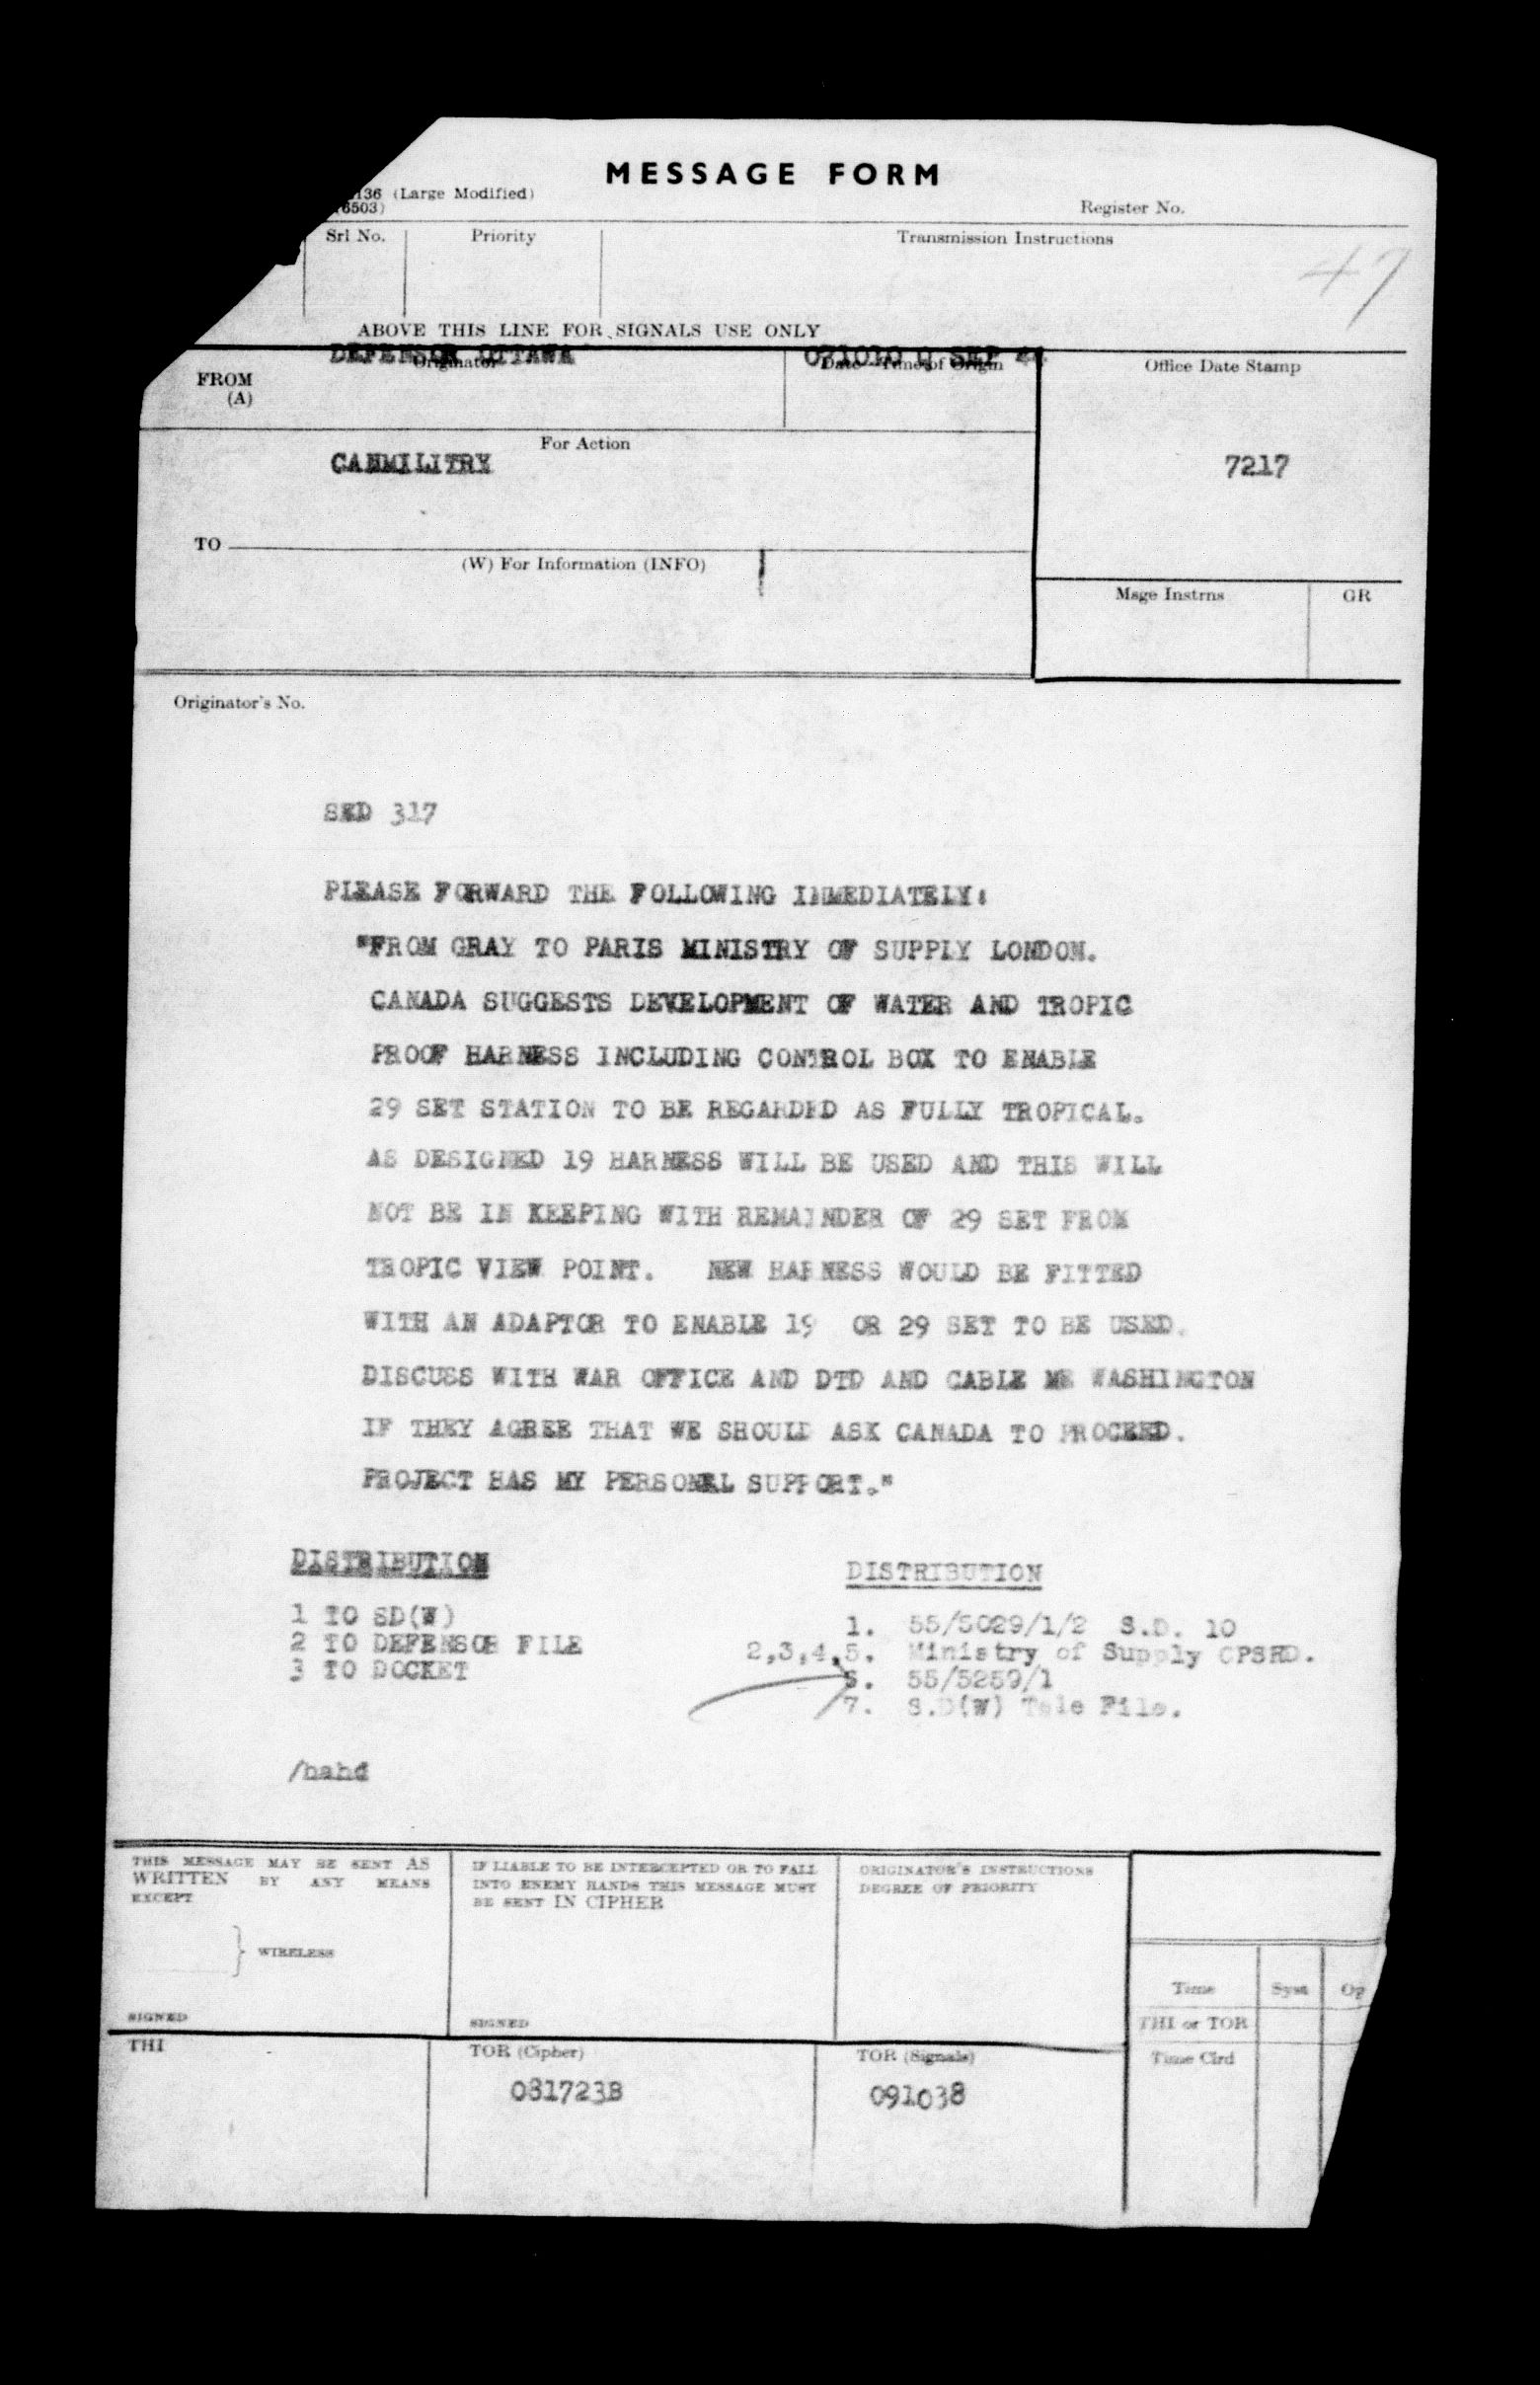 MESSAGE FORM
136 (Large Modified)
6503)
Register No.
Srl No. Priority Transmission Instructions
47
ABOVE THIS LINE FOR SIGNALS USE ONLY
DEFENSOR OTTAWA
Originator Date-Time of Origin Office Date Stamp
FROM
(A)
For Action
CANMILITRY
7217
TO
(W) For Information (INFO)
Msge Instrns GR
Originator's No.
SED 317
PLEASE FORWARD THE FOLLOWING IMMEDIATELY:
"FROM GRAY TO PARIS MINISTRY OF SUPPLY LONDON.
CANADA SUGGESTS DEVELOPMENT OF WATER AND TROPIC
PROOF HARNESS INCLUDING CONTROL BOX TO ENABLE
29 SET STATION TO BE REGARDED AS FULLY TROPICAL.
AS DESIGNED 19 HARNESS WILL BE USED AND THIS WILL
NOT BE IN KEEPING WITH REMAINDER OF 29 SET FROM
TROPIC VIEW POINT. NEW HARNESS WOULD BE FITTED
WITH AN ADAPTOR TO ENABLE 19 OR 29 SET TO BE USED.
DISCUSS WITH WAR OFFICE AND DTD AND CABLE ME WASHINGTON
IF THEY AGREE THAT WE SHOULD ASK CANADA TO PROCEED.
PROJECT HAS MY PERSONAL SUPPORT."
DISTRIBUTION
1 TO SD(W)
2 TO DEFENSOR FILE
3 TO DOCKET
DISTRIBUTION
1. 55/5029/1/2 S.D. 10
2,3,4,5. Ministry of Supply CPSRD.
6. 55/5259/1
7. S.D(W) Tele File.
/hahd
THIS MESSAGE MAY BE SENT AS
WRITTEN BY ANY MEANS
EXCEPT
WIRELESS
SIGNED
IF LIABLE TO BE INTERCEPTED OR TO FALL
INTO ENEMY HANDS THIS MESSAGE MUST
BE SENT IN CIPHER
SIGNED
ORIGINATOR'S INSTRUCTIONS
DEGREE OF PRIORITY
Time Syst Op
THI or TOR
Time Clrd
THI
TOR (Cipher)
081723B
TOR (Signals)
091038